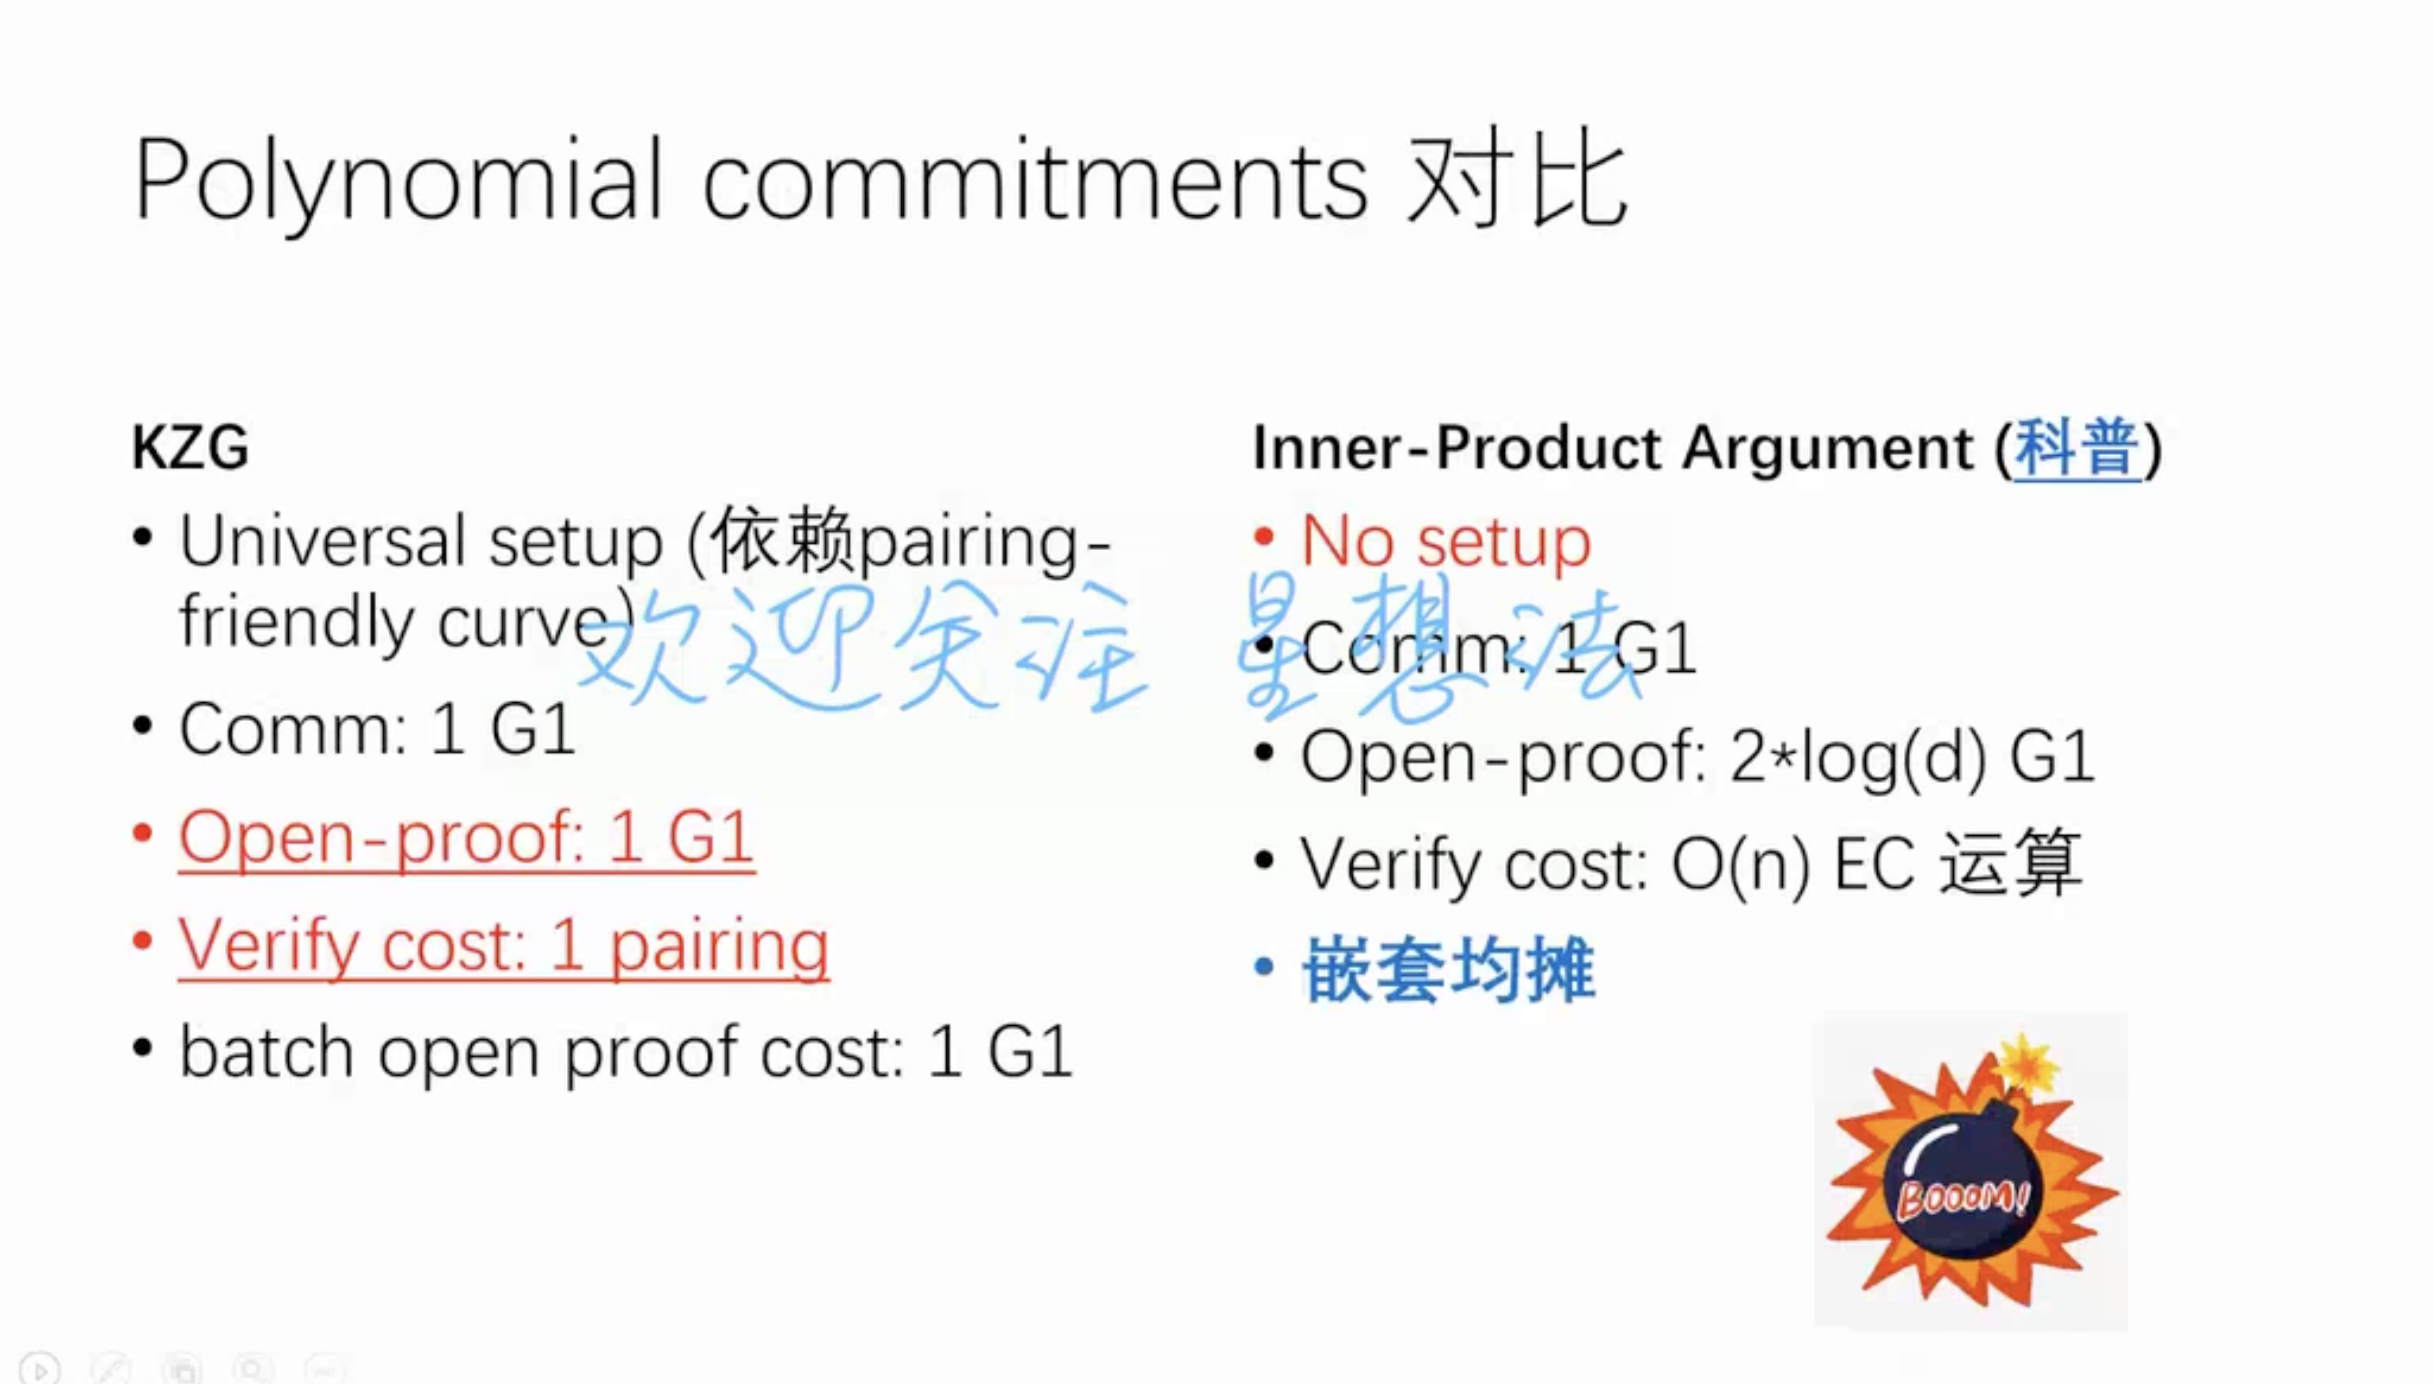 Polynomial commitments 对比
KZG
• Universal setup (依赖pairing-
friendly curve)
• Comm: 1 G1
• Open-proof: 1 G1
• Verify cost: 1 pairing
• batch open proof cost: 1 G1
Inner-Product Argument (科普)
• No setup
• Comm: 1 G1
• Open-proof: 2*log(d) G1
• Verify cost: O(n) EC 运算
• 嵌套均摊
欢迎关注 星想法
BOOOM!